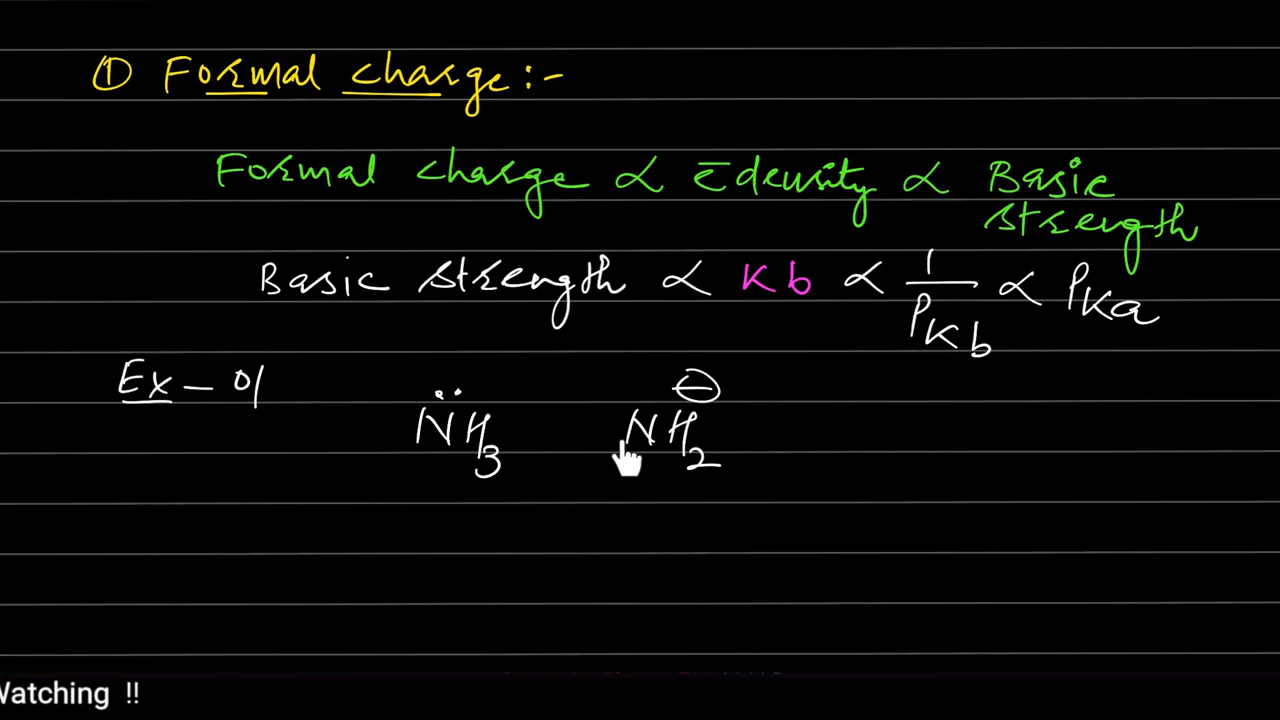 ① Formal charge:-
Formal charge ∝ e̅ density ∝ Basic strength
Basic strength ∝ Kb ∝ 1/PKb ∝ PKa
Ex - 01 N̈H₃ NH₂⊖
Watching !!